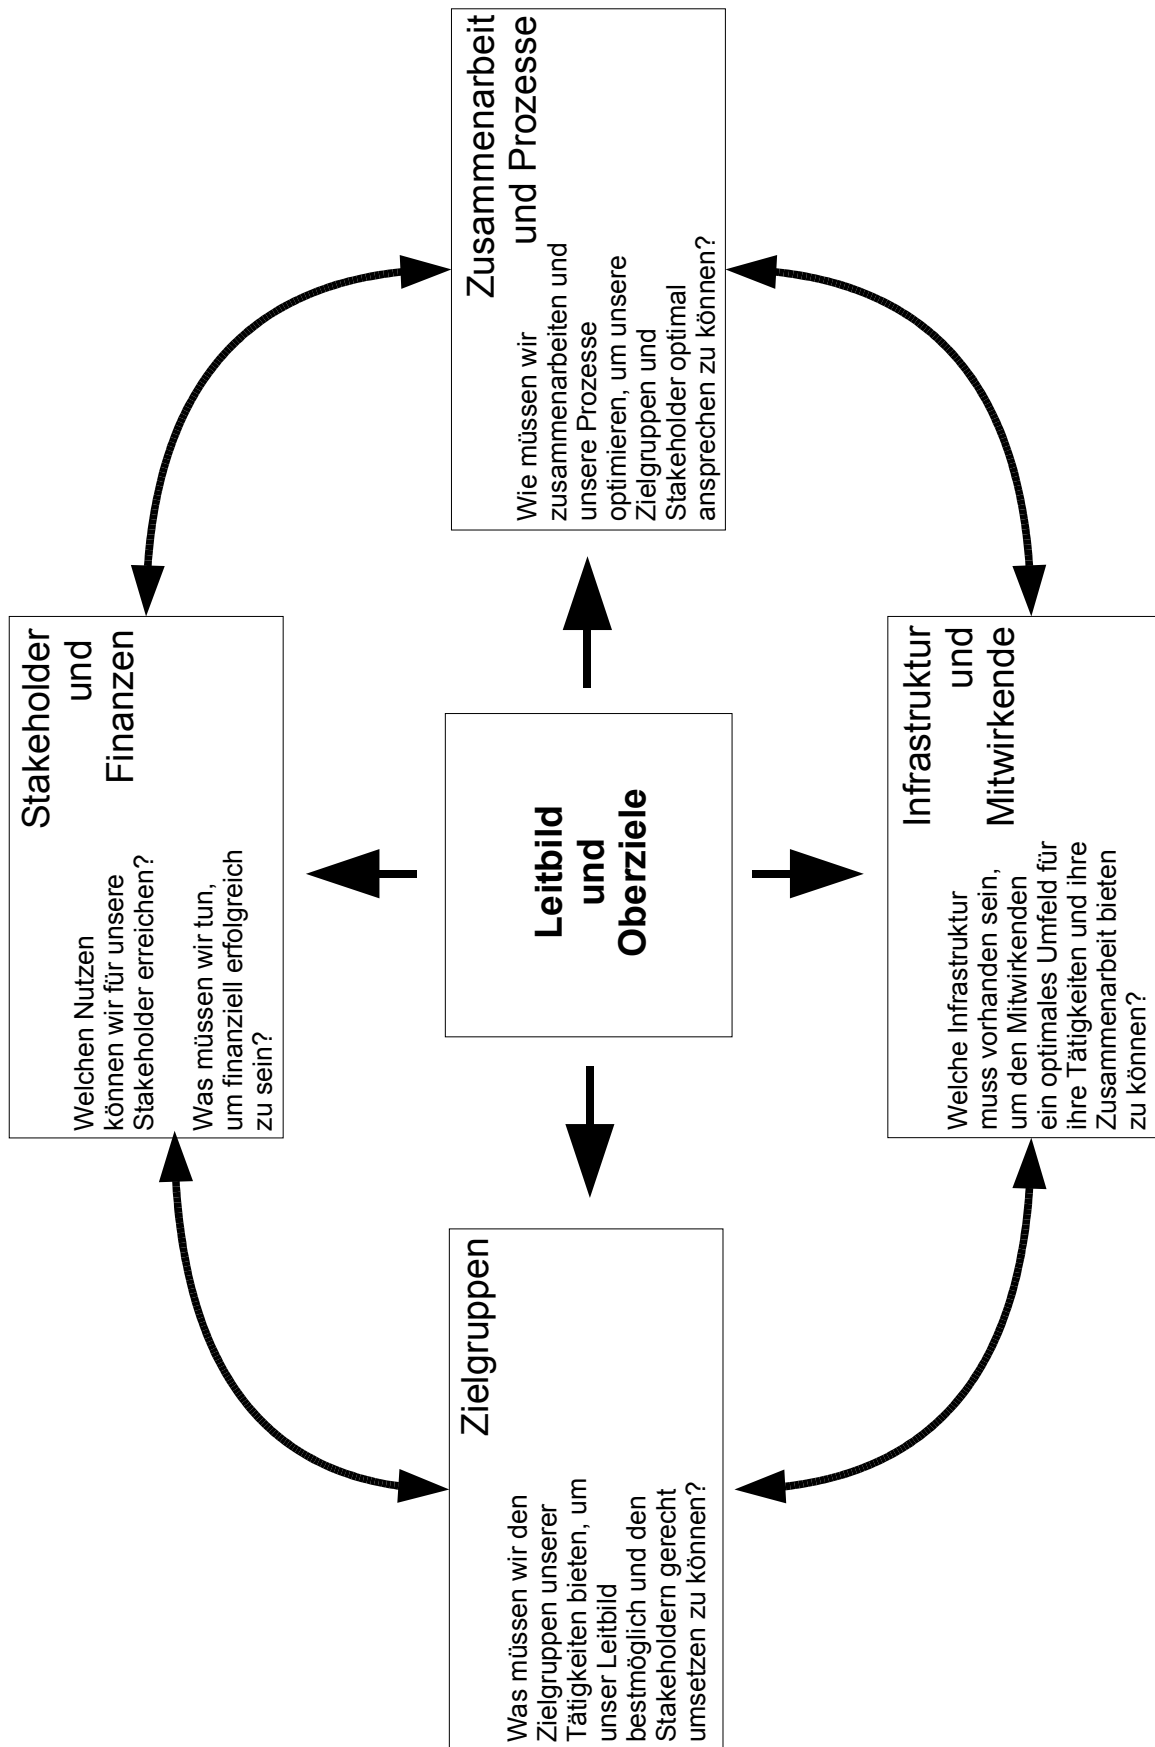 Stakeholder
und
Finanzen
Welchen Nutzen
können wir für unsere
Stakeholder erreichen?
Was müssen wir tun,
um finanziell erfolgreich
zu sein?
Zielgruppen
Was müssen wir den
Zielgruppen unserer
Tätigkeiten bieten, um
unser Leitbild
bestmöglich und den
Stakeholdern gerecht
umsetzen zu können?
Leitbild
und
Oberziele
Zusammenarbeit
und Prozesse
Wie müssen wir
zusammenarbeiten und
unsere Prozesse
optimieren, um unsere
Zielgruppen und
Stakeholder optimal
ansprechen zu können?
Infrastruktur
und
Mitwirkende
Welche Infrastruktur
muss vorhanden sein,
um den Mitwirkenden
ein optimales Umfeld für
ihre Tätigkeiten und ihre
Zusammenarbeit bieten
zu können?